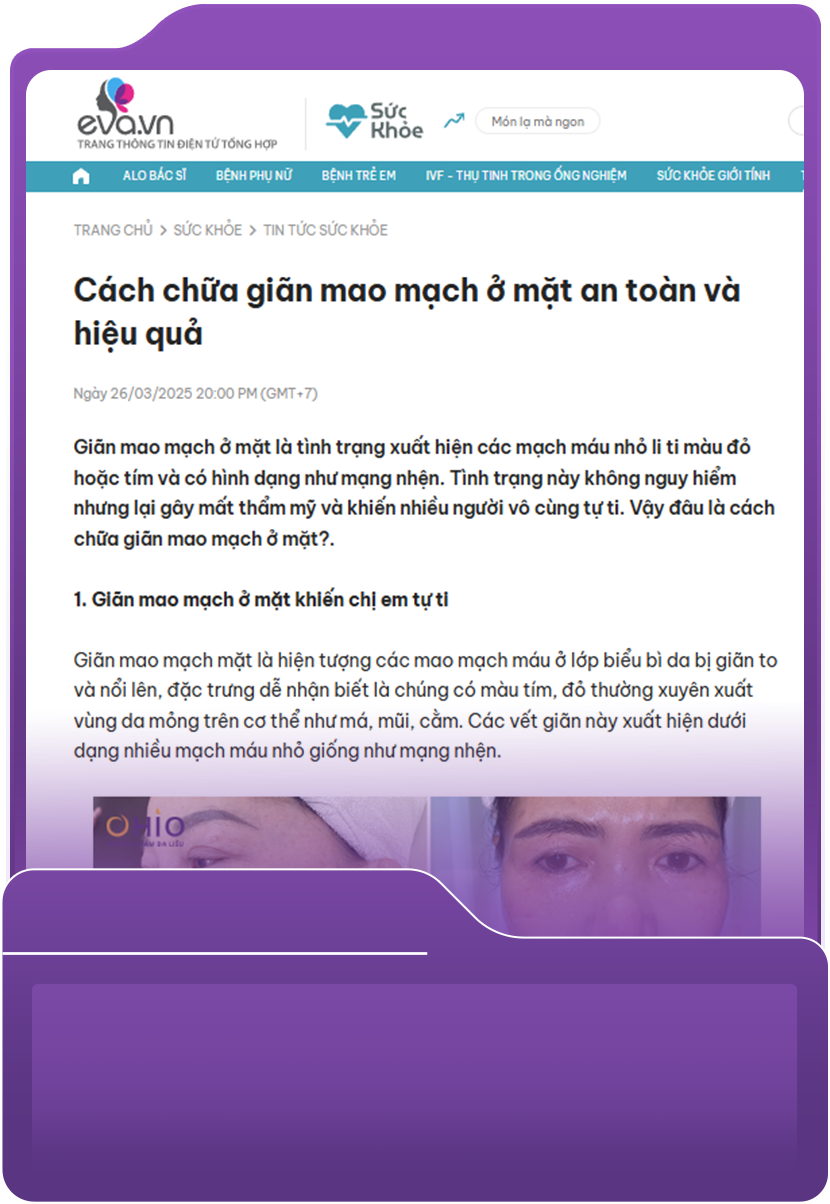 eva.vn
TRANG THÔNG TIN ĐIỆN TỬ TỔNG HỢP
Sức
Khỏe
Món lạ mà ngon
ALO BÁC SĨ BỆNH PHỤ NỮ BỆNH TRẺ EM IVF - THỤ TINH TRONG ỐNG NGHIỆM SỨC KHỎE GIỚI TÍNH
TRANG CHỦ > SỨC KHỎE > TIN TỨC SỨC KHỎE
Cách chữa giãn mao mạch ở mặt an toàn và
hiệu quả
Ngày 26/03/2025 20:00 PM (GMT+7)
Giãn mao mạch ở mặt là tình trạng xuất hiện các mạch máu nhỏ li ti màu đỏ
hoặc tím và có hình dạng như mạng nhện. Tình trạng này không nguy hiểm
nhưng lại gây mất thẩm mỹ và khiến nhiều người vô cùng tự ti. Vậy đâu là cách
chữa giãn mao mạch ở mặt?.
1. Giãn mao mạch ở mặt khiến chị em tự ti
Giãn mao mạch mặt là hiện tượng các mao mạch máu ở lớp biểu bì da bị giãn to
và nổi lên, đặc trưng dễ nhận biết là chúng có màu tím, đỏ thường xuyên xuất
vùng da mỏng trên cơ thể như má, mũi, cằm. Các vết giãn này xuất hiện dưới
dạng nhiều mạch máu nhỏ giống như mạng nhện.
DA LIỄU